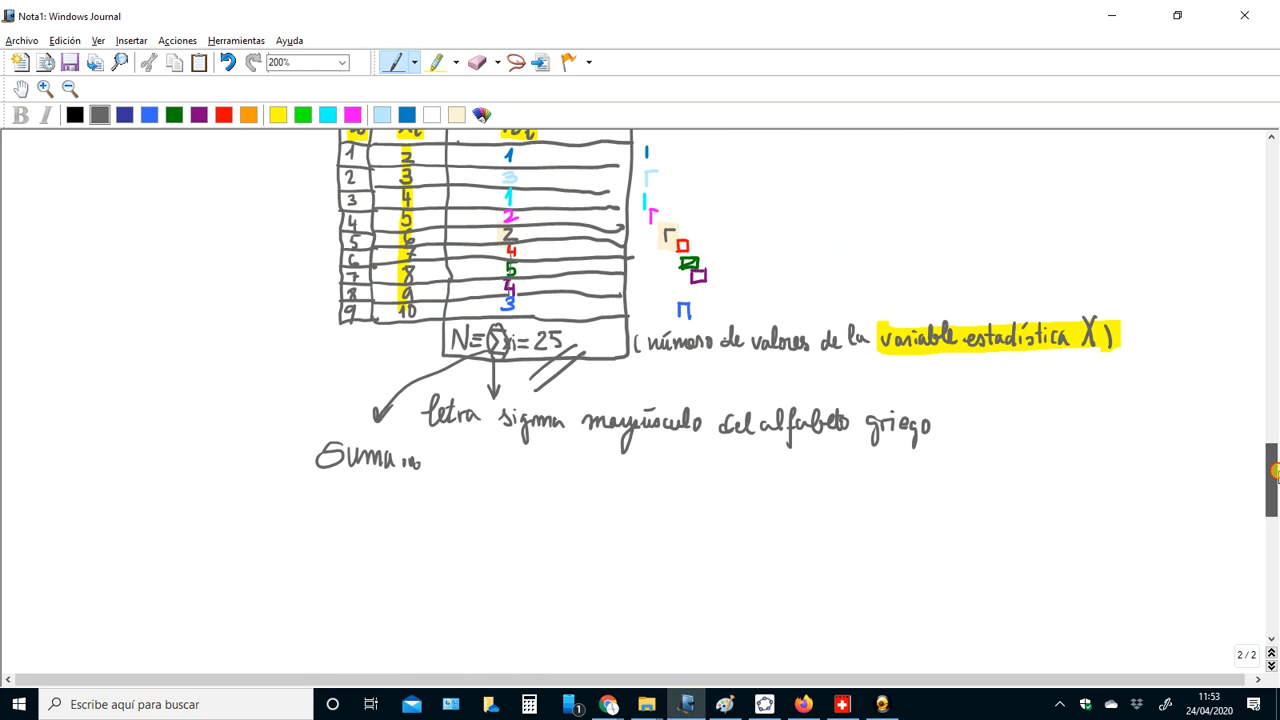 Nota1: Windows Journal
Archivo Edición Ver Insertar Acciones Herramientas Ayuda
200%
B I
1 2 1
2 3 3
3 4 1
4 5 2
5 6 2
6 7 4
7 8 5
8 9 4
9 10 3
N=∑ni=25 (número de valores de la variable estadística X)
letra sigma mayúsculo del alfabeto griego
Suma...
2 / 2
Escribe aquí para buscar
1
11:53
24/04/2020